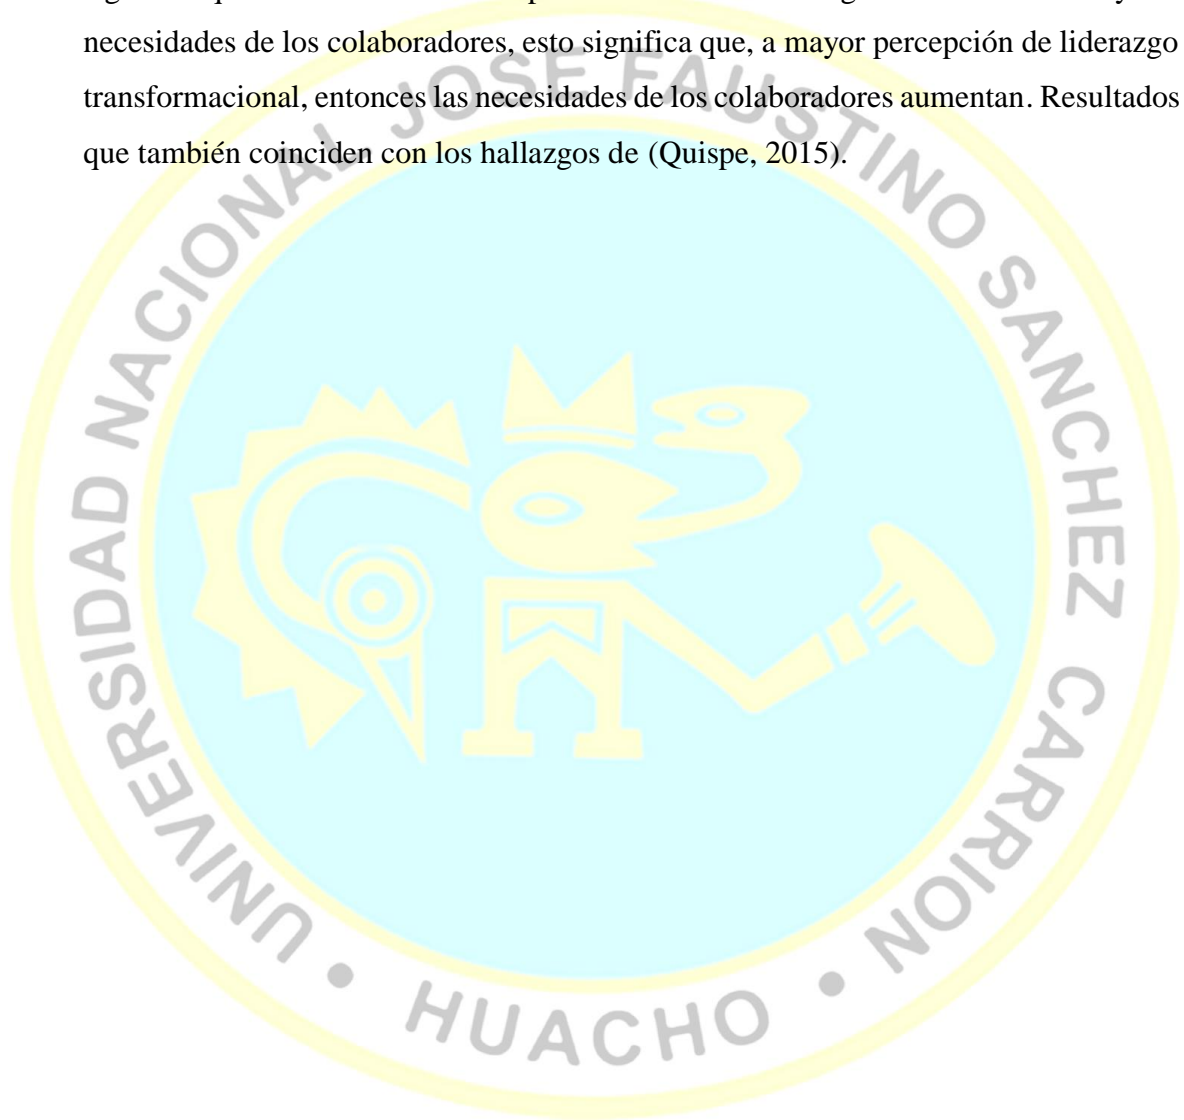 necesidades de los colaboradores, esto significa que, a mayor percepción de liderazgo
transformacional, entonces las necesidades de los colaboradores aumentan. Resultados
que también coinciden con los hallazgos de (Quispe, 2015).
UNIVERSIDAD NACIONAL JOSE FAUSTINO SANCHEZ CARRION • HUACHO •